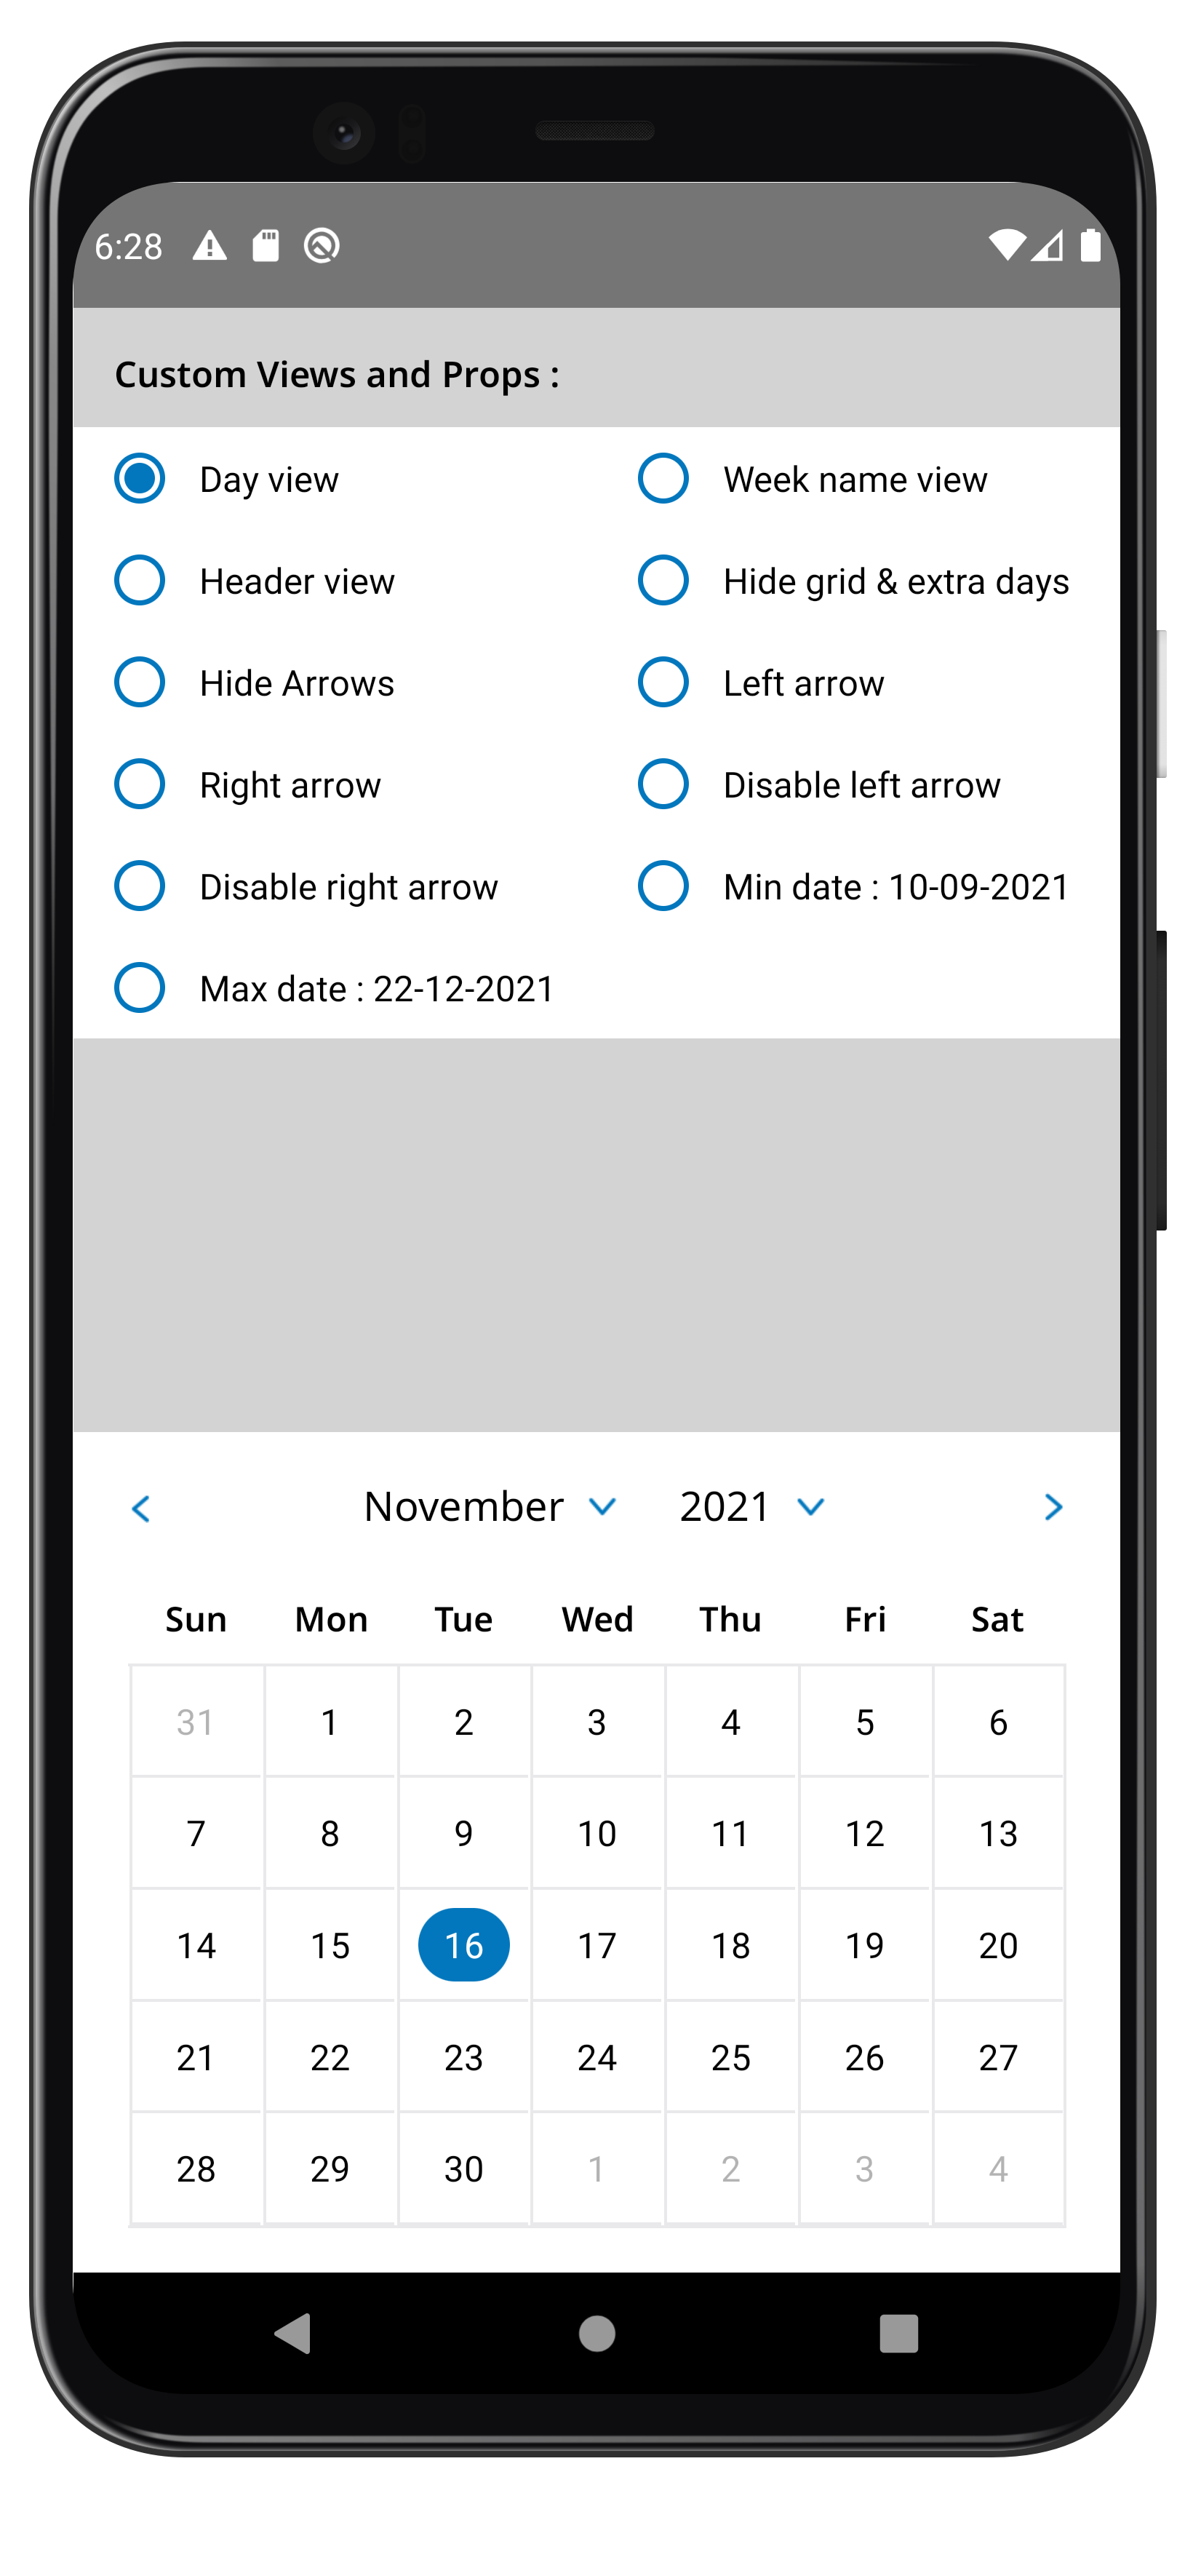 6:28
Custom Views and Props :
Day view Week name view
Header view Hide grid & extra days
Hide Arrows Left arrow
Right arrow Disable left arrow
Disable right arrow Min date : 10-09-2021
Max date : 22-12-2021
November 2021
Sun Mon Tue Wed Thu Fri Sat
31 1 2 3 4 5 6
7 8 9 10 11 12 13
14 15 16 17 18 19 20
21 22 23 24 25 26 27
28 29 30 1 2 3 4